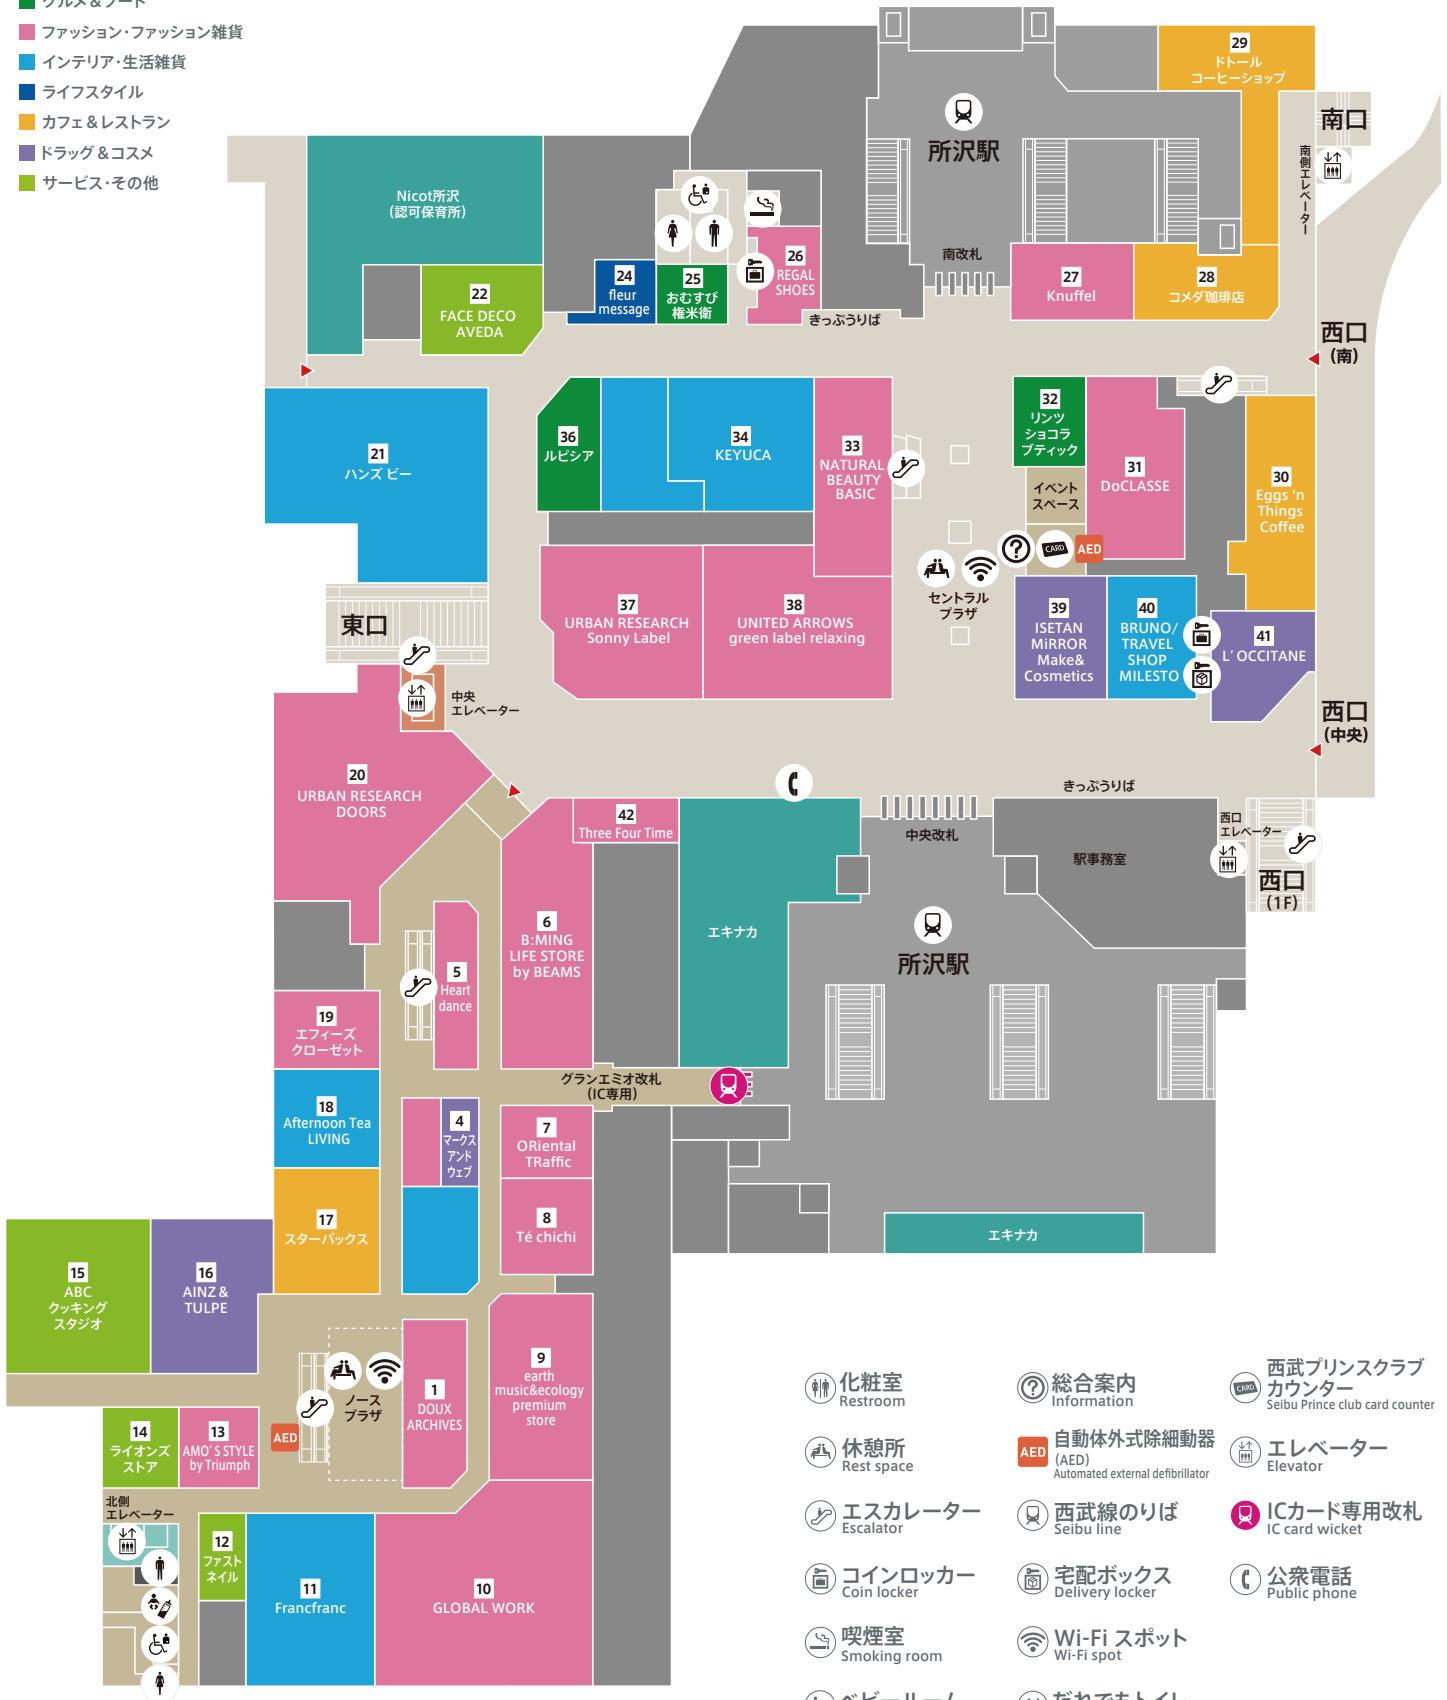 グルメ＆フード
ファッション・ファッション雑貨
インテリア・生活雑貨
ライフスタイル
カフェ＆レストラン
ドラッグ＆コスメ
サービス・その他
29
ドトール
コーヒーショップ
南口
南側エレベーター
所沢駅
Nicot所沢
(認可保育所)
南改札
26
REGAL
SHOES
24
fleur
message
25
おむすび
権米衛
27
Knuffel
28
コメダ珈琲店
22
FACE DECO
AVEDA
きっぷうりば
西口
(南)
21
ハンズ ビー
36
ルピシア
34
KEYUCA
33
NATURAL
BEAUTY
BASIC
32
リンツ
ショコラ
ブティック
31
DoCLASSE
30
Eggs 'n
Things
Coffee
イベント
スペース
CARD
AED
セントラル
プラザ
東口
37
URBAN RESEARCH
Sonny Label
38
UNITED ARROWS
green label relaxing
39
ISETAN
MiRROR
Make&
Cosmetics
40
BRUNO/
TRAVEL
SHOP
MILESTO
41
L'OCCITANE
中央
エレベーター
西口
(中央)
20
URBAN RESEARCH
DOORS
きっぷうりば
42
Three Four Time
中央改札
駅事務室
西口
エレベーター
西口
(1F)
エキナカ
所沢駅
6
B:MING
LIFE STORE
by BEAMS
5
Heart
dance
19
エフィーズ
クローゼット
グランエミオ改札
(IC専用)
18
Afternoon Tea
LIVING
4
マークス
アンド
ウェブ
7
ORiental
TRaffic
8
Té chichi
17
スターバックス
エキナカ
15
ABC
クッキング
スタジオ
16
AINZ &
TULPE
ノース
プラザ
1
DOUX
ARCHIVES
9
earth
music&ecology
premium
store
14
ライオンズ
ストア
13
AMO'S STYLE
by Triumph
AED
北側
エレベーター
12
ファスト
ネイル
11
Francfranc
10
GLOBAL WORK
化粧室
Restroom
総合案内
Information
CARD
西武プリンスクラブ
カウンター
Seibu Prince club card counter
休憩所
Rest space
AED
自動体外式除細動器
(AED)
Automated external defibrillator
エレベーター
Elevator
エスカレーター
Escalator
西武線のりば
Seibu line
ICカード専用改札
IC card wicket
コインロッカー
Coin locker
宅配ボックス
Delivery locker
公衆電話
Public phone
喫煙室
Smoking room
Wi-Fi スポット
Wi-Fi spot
ベビールーム
だれでもトイレ